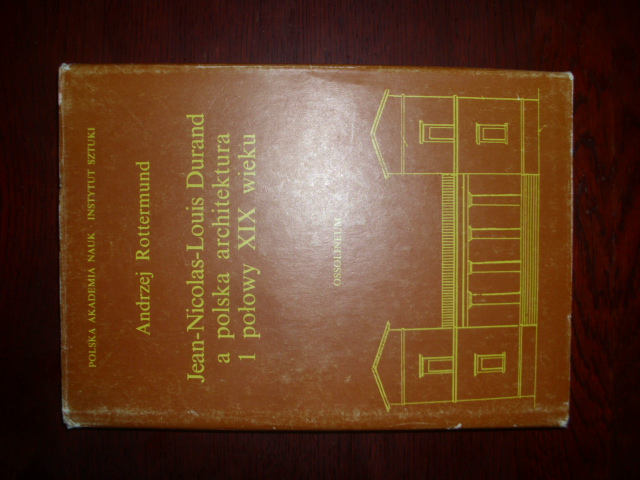 POLSKA AKADEMIA NAUK INSTYTUT SZTUKI
Andrzej Rottermund
Jean-Nicolas-Louis Durand
a polska architektura
1 połowy XIX wieku
OSSOLINEUM